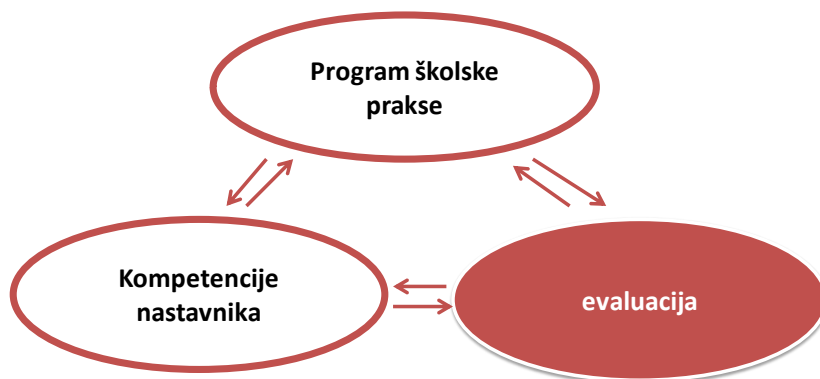 Program školske
prakse
Kompetencije
nastavnika
evaluacija